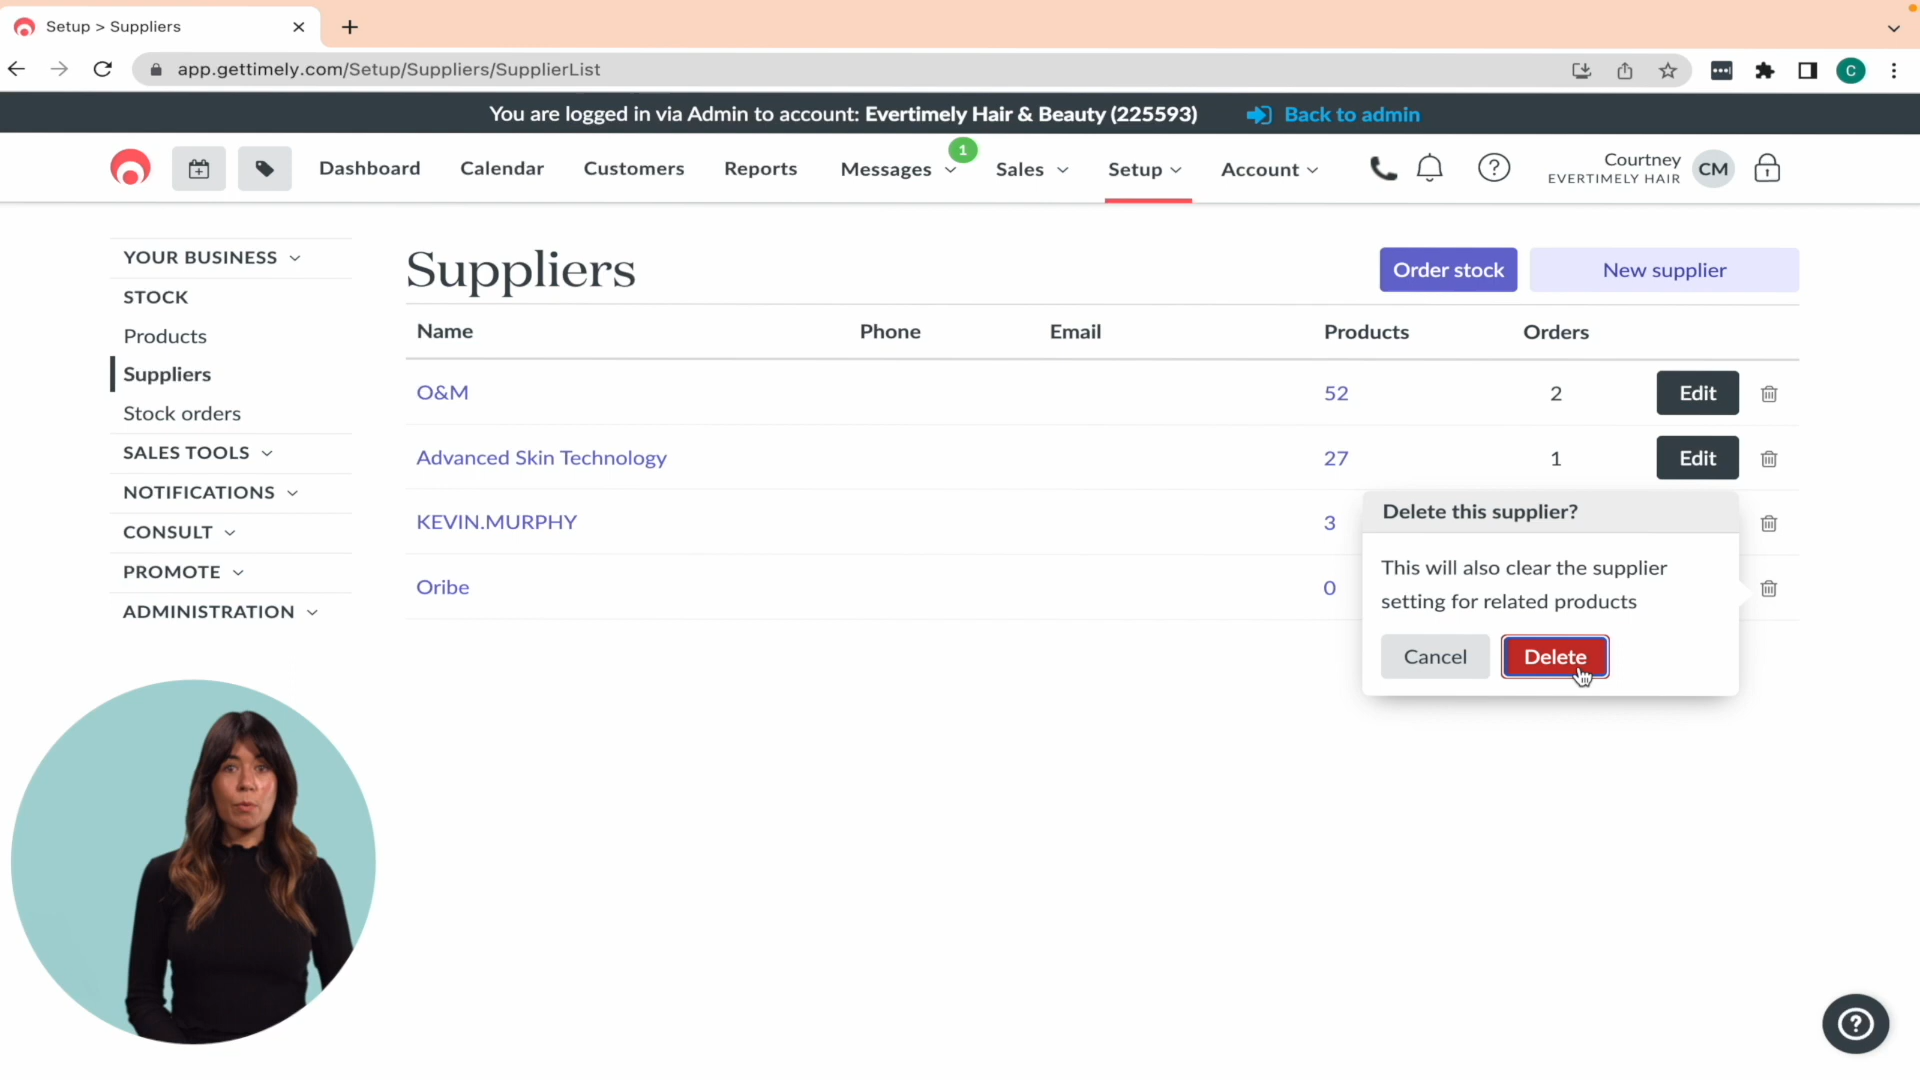 Setup > Suppliers
app.gettimely.com/Setup/Suppliers/SupplierList
C
You are logged in via Admin to account: Evertimely Hair & Beauty (225593) Back to admin
Dashboard Calendar Customers Reports Messages 1 Sales Setup Account
Courtney
EVERTIMELY HAIR
CM
YOUR BUSINESS
STOCK
Products
Suppliers
Stock orders
SALES TOOLS
NOTIFICATIONS
CONSULT
PROMOTE
ADMINISTRATION
Suppliers
Order stock New supplier
Name Phone Email Products Orders
O&M 52 2 Edit
Advanced Skin Technology 27 1 Edit
KEVIN.MURPHY 3
Oribe 0
Delete this supplier?
This will also clear the supplier
setting for related products
Cancel Delete